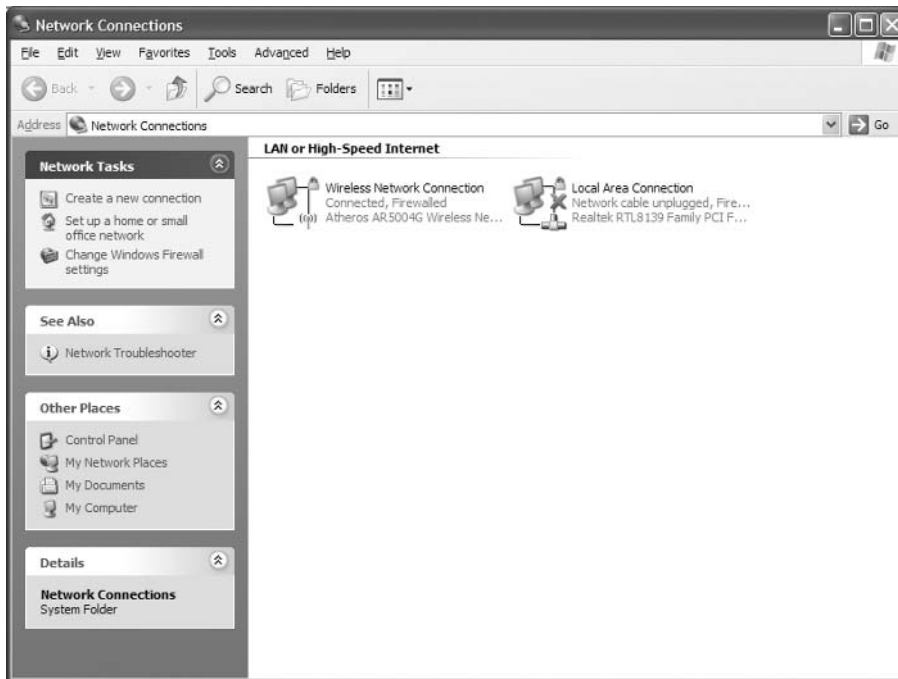 Network Connections
File Edit View Favorites Tools Advanced Help
Back Search Folders
Address Network Connections Go
Network Tasks
Create a new connection
Set up a home or small
office network
Change Windows Firewall
settings
See Also
Network Troubleshooter
Other Places
Control Panel
My Network Places
My Documents
My Computer
Details
Network Connections
System Folder
LAN or High-Speed Internet
Wireless Network Connection
Connected, Firewalled
Atheros AR5004G Wireless Ne...
Local Area Connection
Network cable unplugged, Fire...
Realtek RTL8139 Family PCI F...